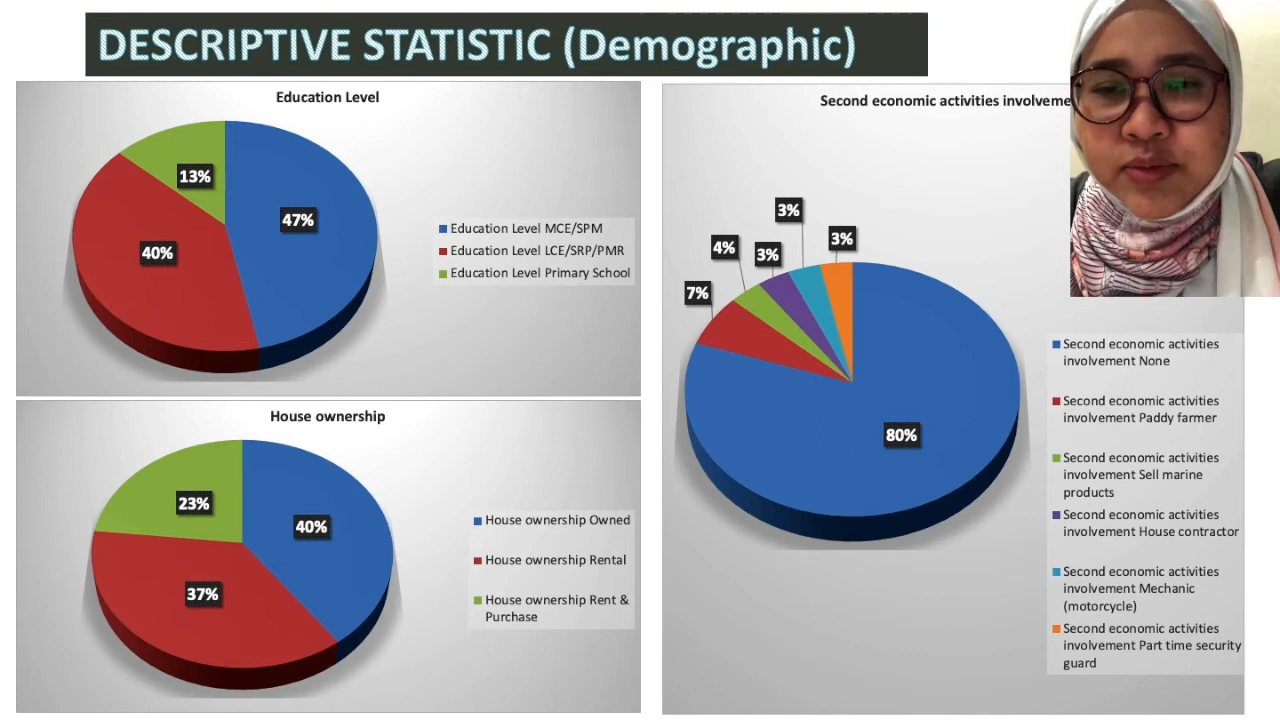 DESCRIPTIVE STATISTIC (Demographic)
Education Level
13%
47%
40%
Education Level MCE/SPM
Education Level LCE/SRP/PMR
Education Level Primary School
House ownership
23%
40%
37%
House ownership Owned
House ownership Rental
House ownership Rent &
Purchase
Second economic activities
3%
3%
4%
3%
7%
80%
Second economic activities
involvement None
Second economic activities
involvement Paddy farmer
Second economic activities
involvement Sell marine
products
Second economic activities
involvement House contractor
Second economic activities
involvement Mechanic
(motorcycle)
Second economic activities
involvement Part time security
guard